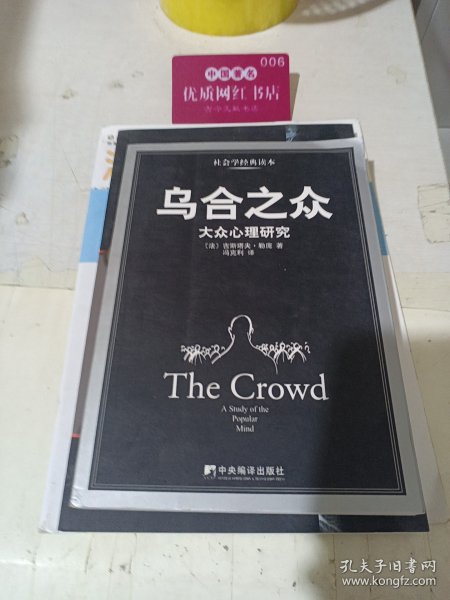 006
中国著名
优质网红书店
社会学经典读本
乌合之众
大众心理研究
〔法〕古斯塔夫·勒庞 著
冯克利 译
The Crowd
A Study of the
Popular
Mind
中央编译出版社
孔夫子旧书网
www.kongfz.com